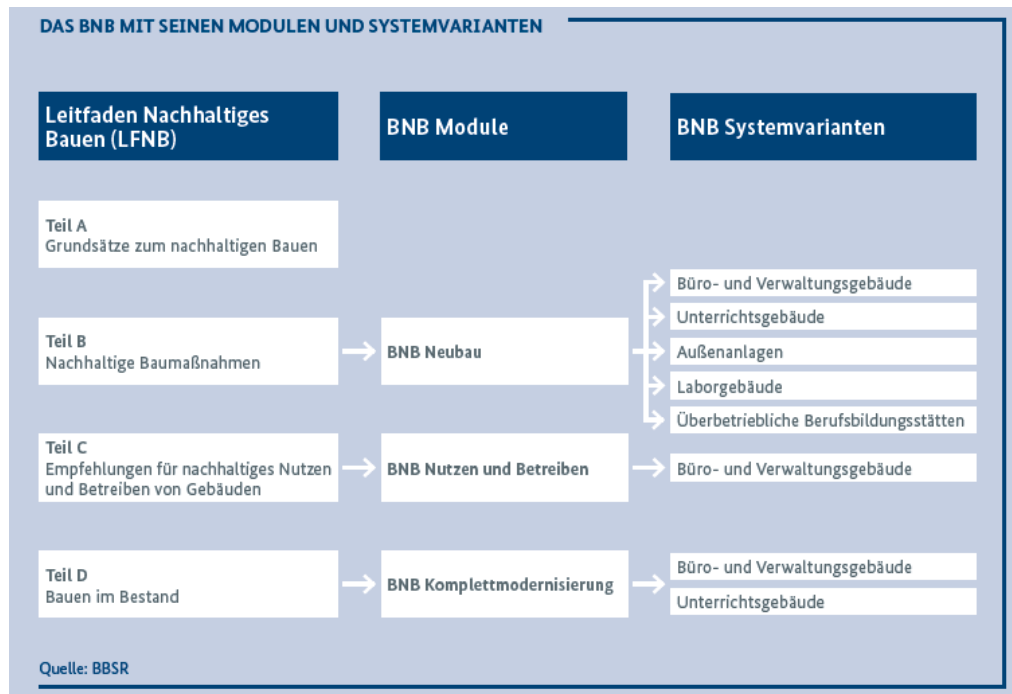 DAS BNB MIT SEINEN MODULEN UND SYSTEMVARIANTEN
Leitfaden Nachhaltiges
Bauen (LFNB)
BNB Module
BNB Systemvarianten
Teil A
Grundsätze zum nachhaltigen Bauen
Teil B
Nachhaltige Baumaßnahmen
BNB Neubau
Büro- und Verwaltungsgebäude
Unterrichtsgebäude
Außenanlagen
Laborgebäude
Überbetriebliche Berufsbildungsstätten
Teil C
Empfehlungen für nachhaltiges Nutzen
und Betreiben von Gebäuden
BNB Nutzen und Betreiben
Büro- und Verwaltungsgebäude
Teil D
Bauen im Bestand
BNB Komplettmodernisierung
Büro- und Verwaltungsgebäude
Unterrichtsgebäude
Quelle: BBSR